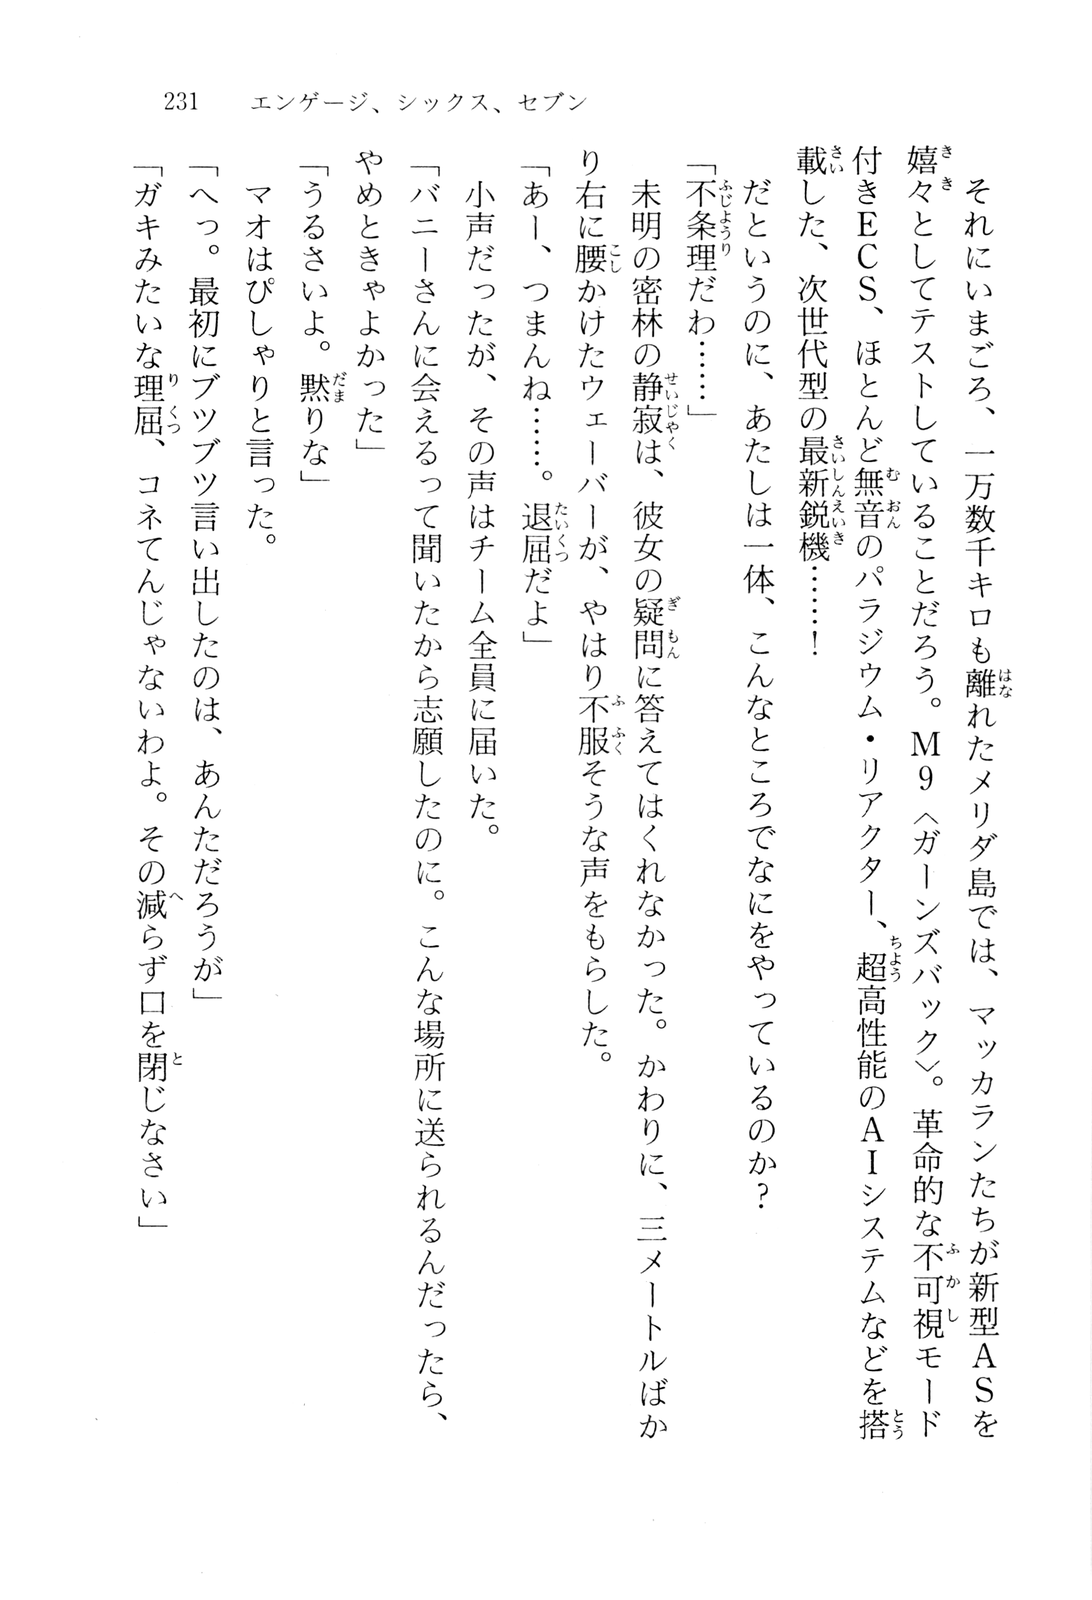 231　エンゲージ、シックス、セブン
　それにいまごろ、一万数千キロも離れたメリダ島では、マッカランたちが新型ＡＳを
嬉々としてテストしていることだろう。Ｍ９〈ガーンズバック〉。革命的な不可視モード
付きＥＣＳ、ほとんど無音のパラジウム・リアクター、超高性能のＡＩシステムなどを搭
載した、次世代型の最新鋭機………！
　だというのに、あたしは一体、こんなところでなにをやっているのか？
「不条理だわ……」
　未明の密林の静寂は、彼女の疑問に答えてはくれなかった。かわりに、三メートルばか
り右に腰かけたウェーバーが、やはり不服そうな声をもらした。
「あー、つまんね……。退屈だよ」
　小声だったが、その声はチーム全員に届いた。
「バニーさんに会えるって聞いたから志願したのに。こんな場所に送られるんだったら、
やめときゃよかった」
「うるさいよ。黙りな」
　マオはぴしゃりと言った。
「へっ。最初にブツブツ言い出したのは、あんただろうが」
「ガキみたいな理屈、コネてんじゃないわよ。その減らず口を閉じなさい」